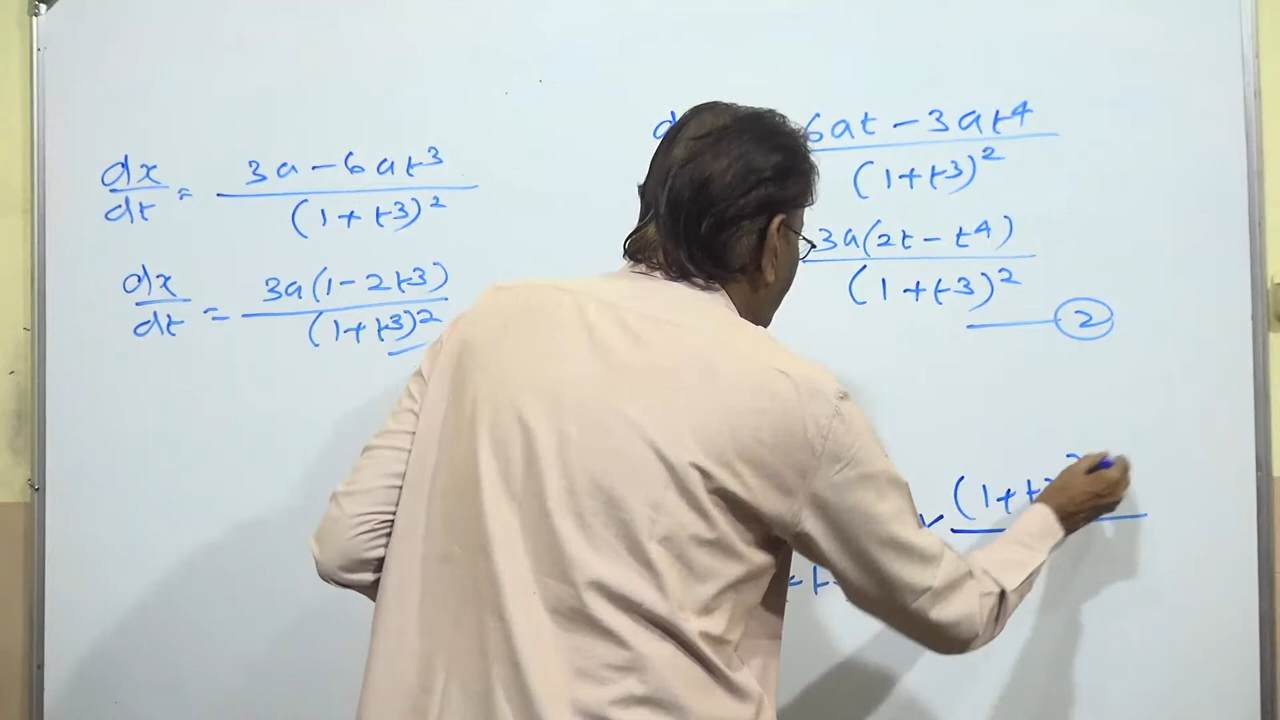 dx/dt = 3a - 6at³/(1+t³)²
dx/dt = 3a(1-2t³)/(1+t³)²
6at - 3at⁴/(1+t³)²
3a(2t - t⁴)/(1+t³)²
②
(1+t